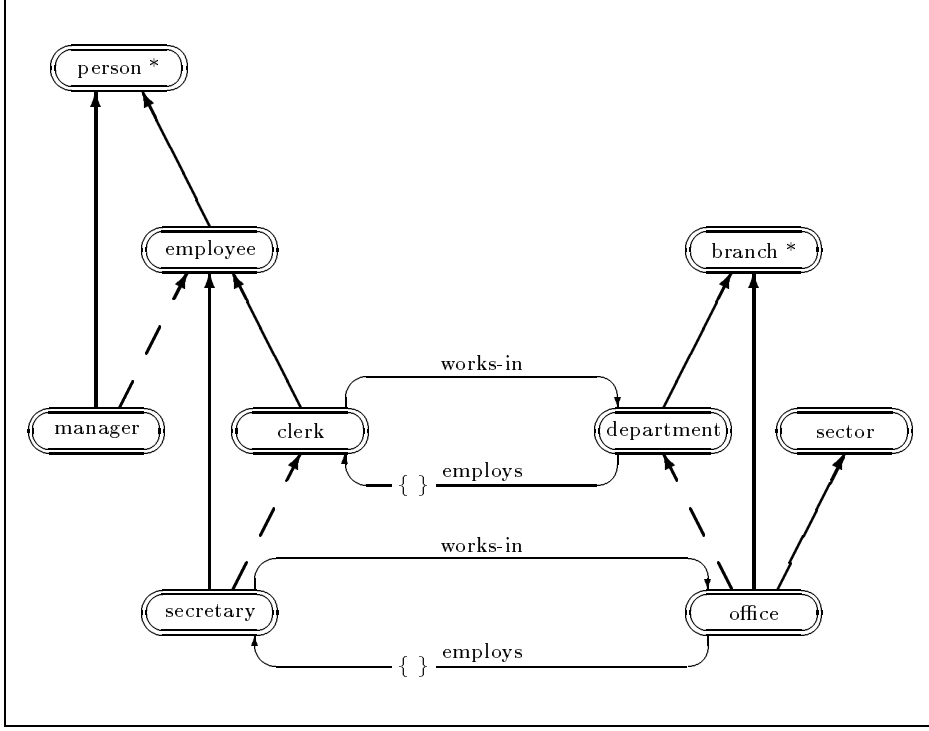 person *
employee
branch *
works-in
manager
clerk
department
sector
employs
{ }
works-in
secretary
office
employs
{ }